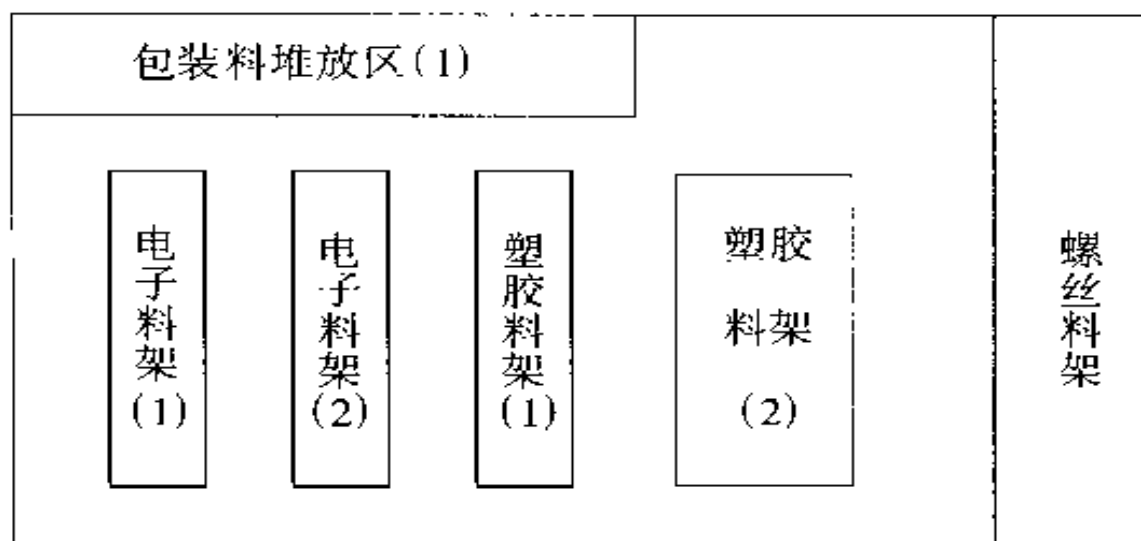 包装料堆放区(1)
电子料架(1)
电子料架(2)
塑胶料架(1)
塑胶
料架
(2)
螺丝料架